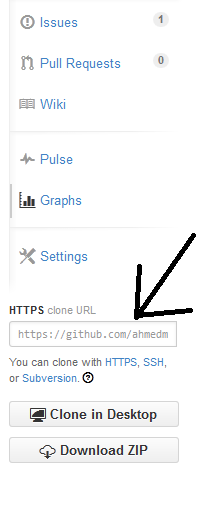 Issues 1
Pull Requests 0
Wiki
Pulse
Graphs
Settings
HTTPS clone URL
https://github.com/ahmedm
You can clone with HTTPS, SSH,
or Subversion. ?
Clone in Desktop
Download ZIP